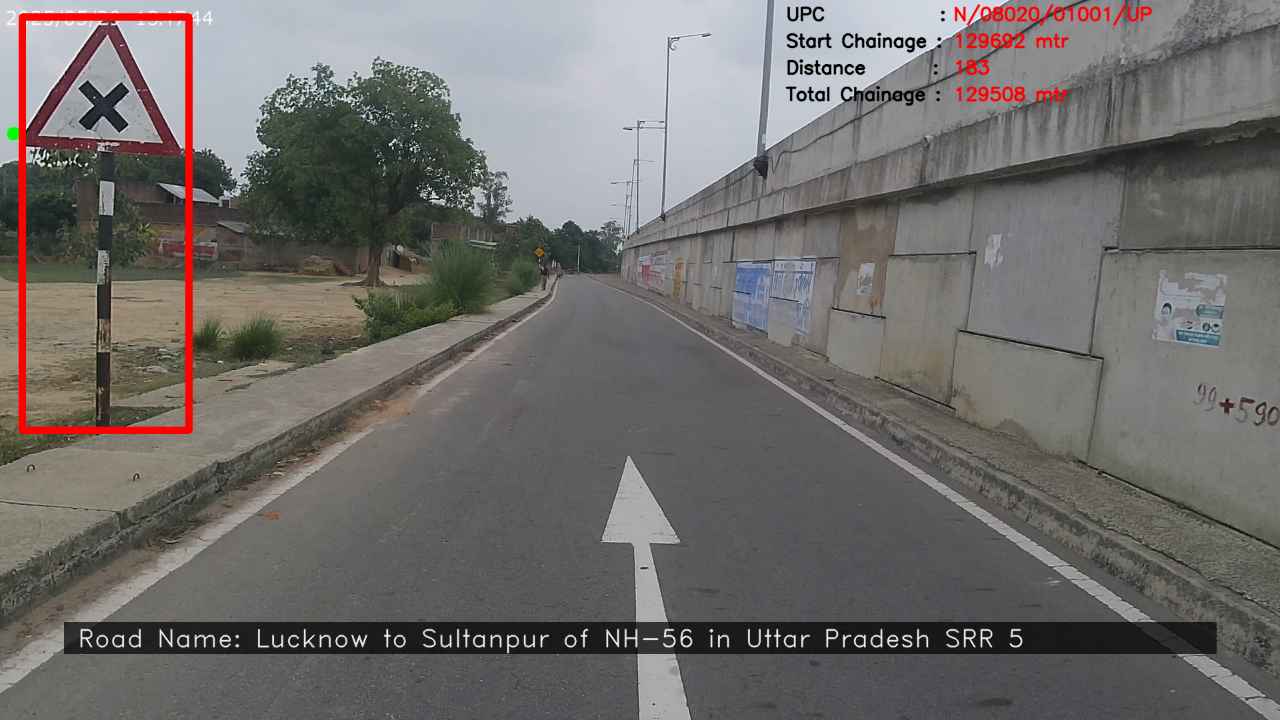 UPC : N/08020/01001/UP
Start Chainage : 129692 mtr
Distance : 183
Total Chainage : 129508 mtr
99+590
Road Name: Lucknow to Sultanpur of NH-56 in Uttar Pradesh SRR 5